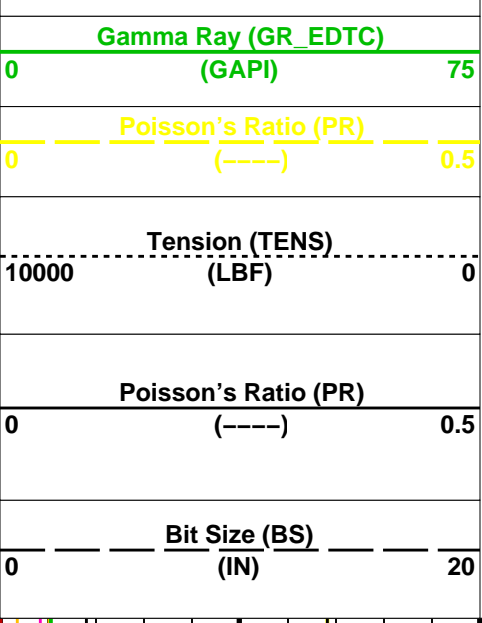 Gamma Ray (GR_EDTC)
0 (GAPI) 75
Poisson's Ratio (PR)
0 (----) 0.5
Tension (TENS)
10000 (LBF) 0
Poisson's Ratio (PR)
0 (----) 0.5
Bit Size (BS)
0 (IN) 20